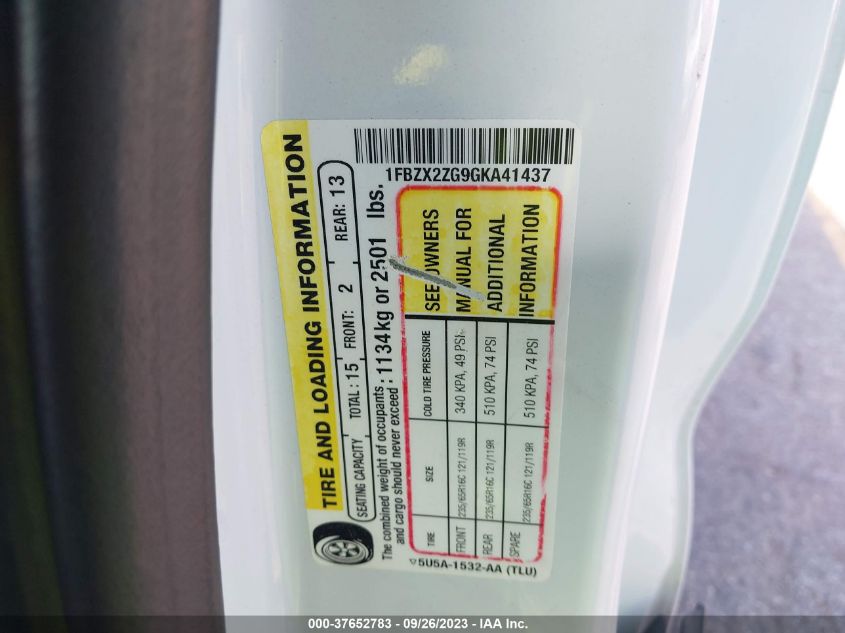 TIRE AND LOADING INFORMATION
SEATING CAPACITY TOTAL : 15 FRONT: 2 REAR: 13
The combined weight of occupants
and cargo should never exceed : 1134kg or 2501 lbs.
TIRE SIZE COLD TIRE PRESSURE
FRONT 235/65R16C 121/119R 340 KPA, 49 PSI
REAR 235/65R16C 121/119R 510 KPA, 74 PSI
SPARE 235/65R16C 121/119R 510 KPA, 74 PSI
SEE OWNERS
MANUAL FOR
ADDITIONAL
INFORMATION
1FBZX2ZG9GKA41437
5U5A-1532-AA (TLU)
000-37652783 / 09/26/2023 / IAA Inc.